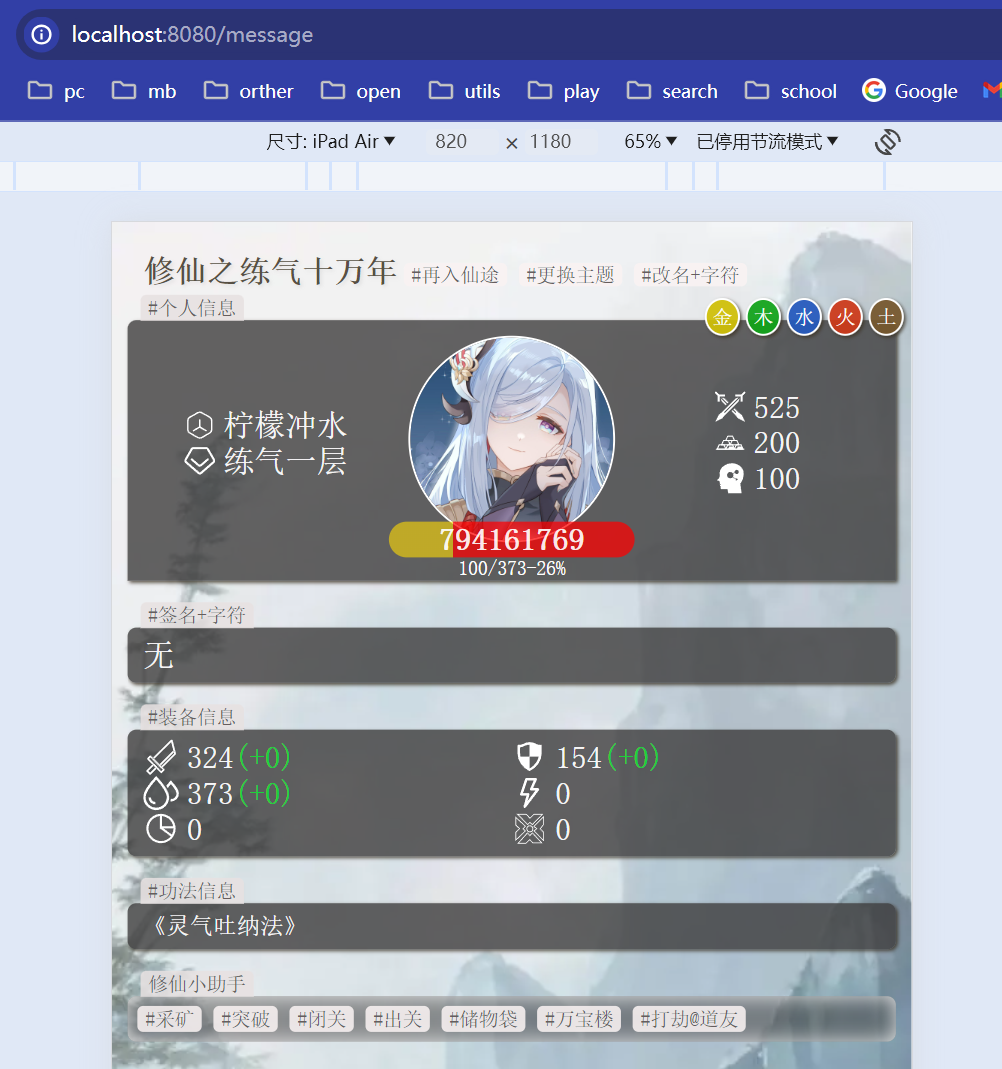 localhost:8080/message
pc mb orther open utils play search school Google
尺寸: iPad Air 820 × 1180 65% 已停用节流模式
修仙之练气十万年 #再入仙途 #更换主题 #改名+字符
#个人信息
金 木 水 火 土
柠檬冲水
练气一层
525
200
100
794161769
100/373-26%
#签名+字符
无
#装备信息
324(+0) 154(+0)
373(+0) 0
0 0
#功法信息
《灵气吐纳法》
修仙小助手
#采矿 #突破 #闭关 #出关 #储物袋 #万宝楼 #打劫@道友